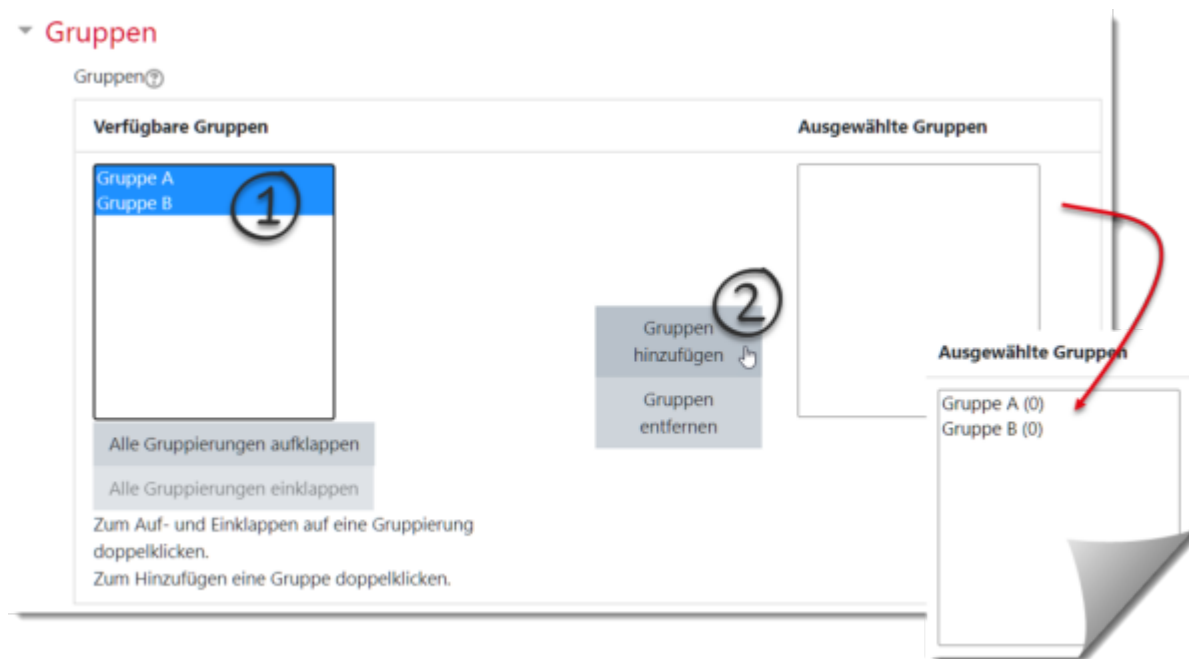 Gruppen
Gruppen?
Verfügbare Gruppen
Ausgewählte Gruppen
Gruppe A
Gruppe B
1
2
Gruppen
hinzufügen
Gruppen
entfernen
Alle Gruppierungen aufklappen
Alle Gruppierungen einklappen
Zum Auf- und Einklappen auf eine Gruppierung
doppelklicken.
Zum Hinzufügen eine Gruppe doppelklicken.
Ausgewählte Gruppen
Gruppe A (0)
Gruppe B (0)